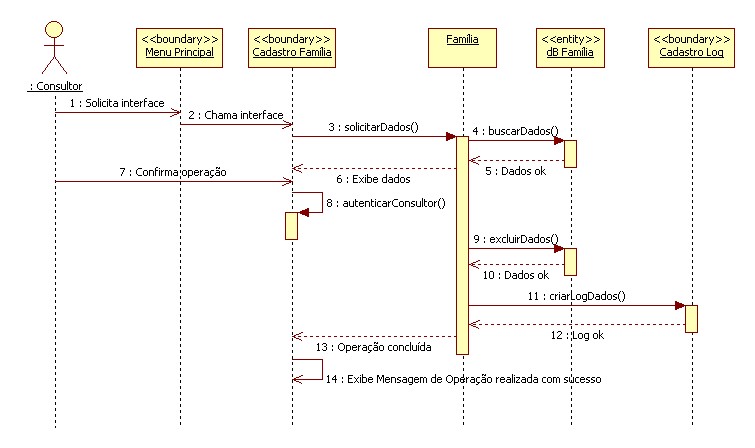 <<boundary>>
Menu Principal
<<boundary>>
Cadastro Família
Família
<<entity>>
dB Família
<<boundary>>
Cadastro Log
: Consultor
1 : Solicita interface
2 : Chama interface
3 : solicitarDados()
4 : buscarDados()
5 : Dados ok
6 : Exibe dados
7 : Confirma operação
8 : autenticarConsultor()
9 : excluirDados()
10 : Dados ok
11 : criarLogDados()
12 : Log ok
13 : Operação concluída
14 : Exibe Mensagem de Operação realizada com sucesso